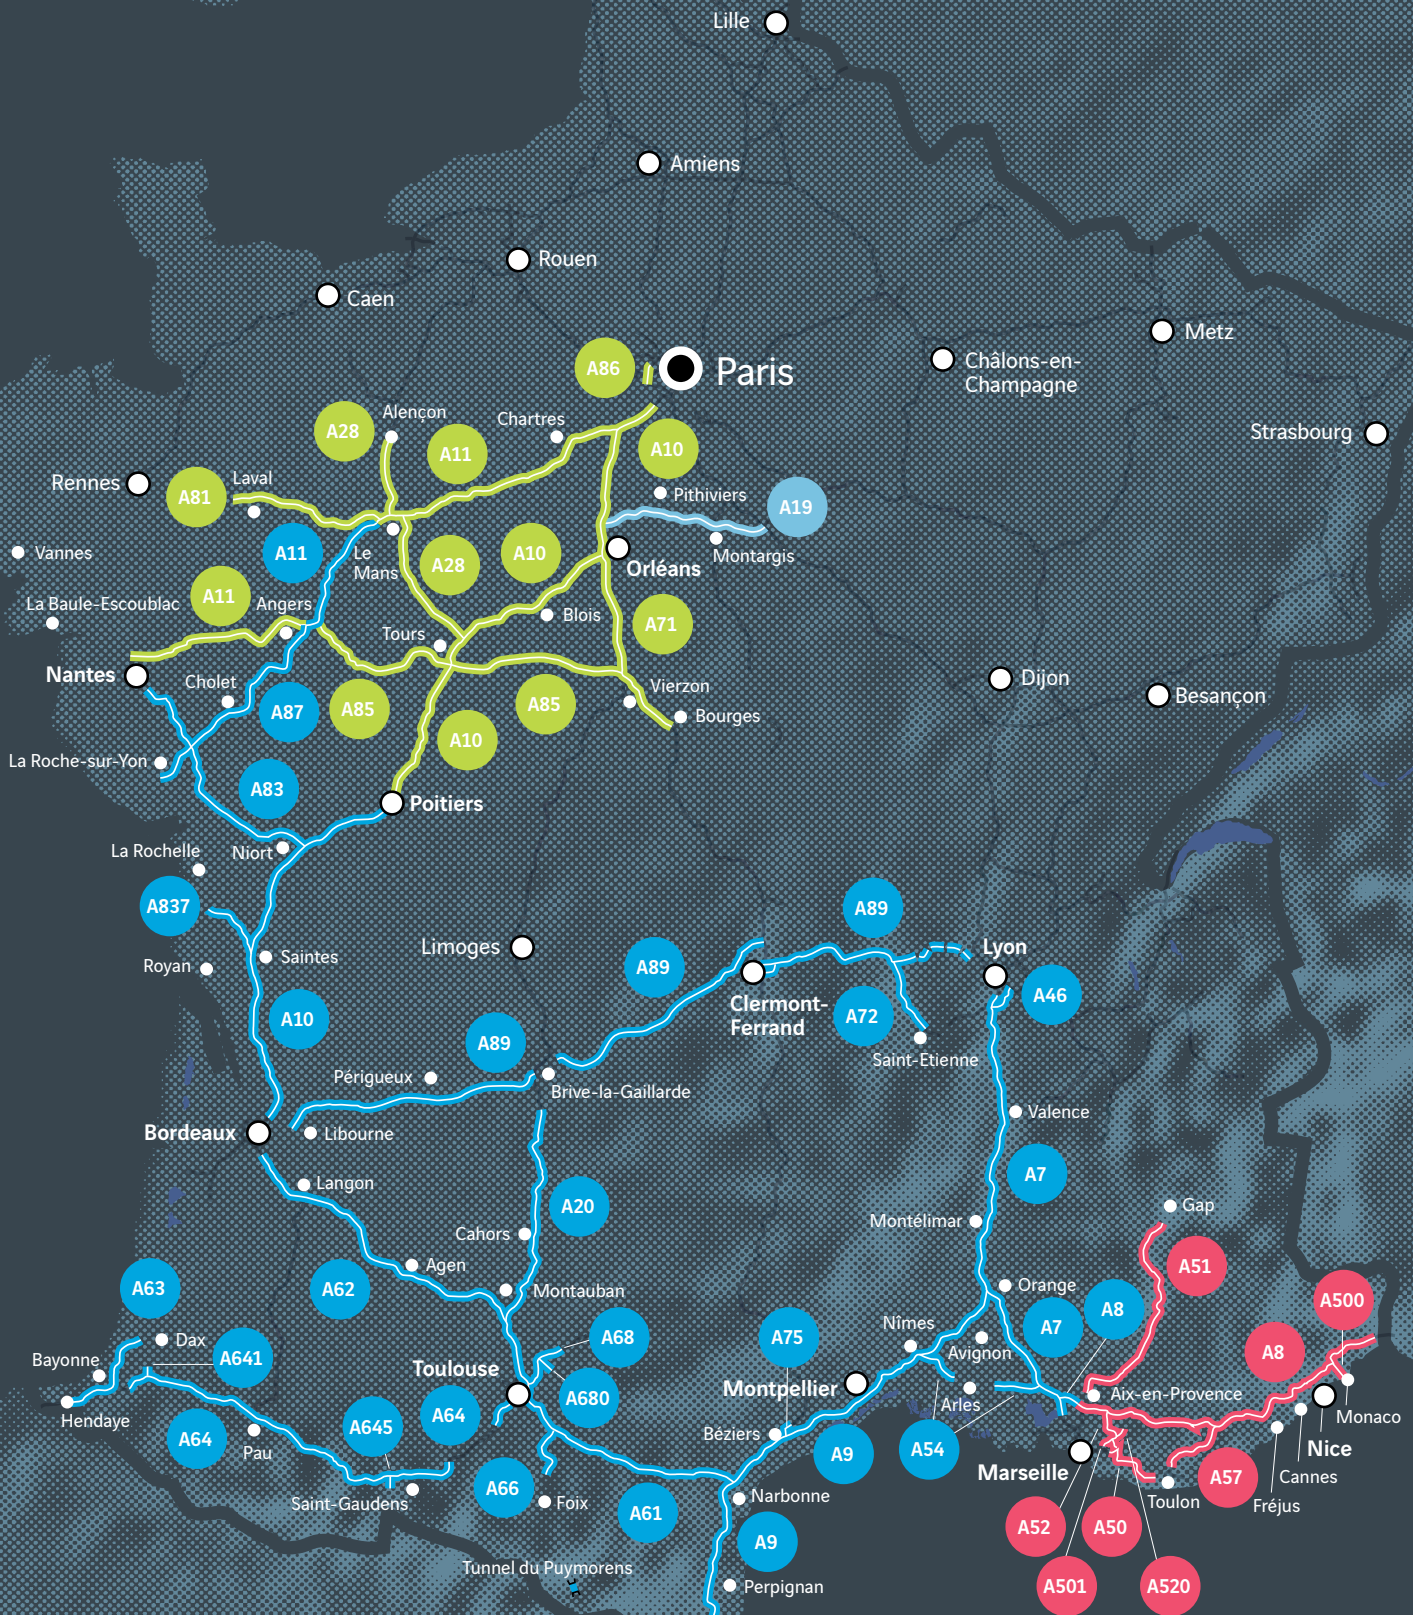 Lille
Amiens
Rouen
Caen
Metz
A86
Paris
Châlons-en-
Champagne
Alençon
Chartres
A28
A11
A10
Strasbourg
Rennes
A81
Laval
Pithiviers
A19
Vannes
A11
Le
Mans
A28
A10
Montargis
Orléans
La Baule-Escoublac
A11
Angers
Blois
A71
Tours
Nantes
Cholet
Dijon
Besançon
Vierzon
Bourges
A87
A85
A85
A10
La Roche-sur-Yon
A83
Poitiers
La Rochelle
Niort
A837
A89
Limoges
Lyon
Royan
Saintes
A89
A46
Clermont-
Ferrand
A72
A10
A89
Saint-Etienne
Périgueux
Brive-la-Gaillarde
Valence
Bordeaux
Libourne
Langon
A7
A20
Gap
Montélimar
Cahors
A51
Agen
A63
A62
Montauban
Orange
A8
A500
Nîmes
A7
A68
A75
Dax
A641
Avignon
A8
Bayonne
Toulouse
A680
Montpellier
Arles
Aix-en-Provence
Hendaye
A645
A64
Monaco
A64
Pau
Béziers
A9
A54
Nice
Marseille
Cannes
A57
A66
Saint-Gaudens
Foix
A61
Narbonne
Toulon
Fréjus
A52
A50
A9
Tunnel du Puymorens
Perpignan
A501
A520